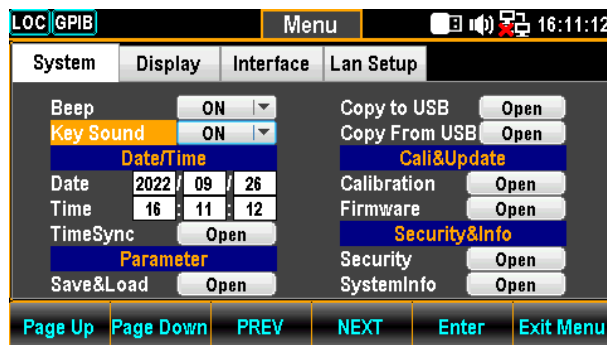 LOC GPIB Menu 16:11:12
System Display Interface Lan Setup
Beep ON
Key Sound ON
Date/Time
Date 2022 / 09 / 26
Time 16 : 11 : 12
TimeSync Open
Parameter
Save&Load Open
Copy to USB Open
Copy From USB Open
Cali&Update
Calibration Open
Firmware Open
Security&Info
Security Open
SystemInfo Open
Page Up Page Down PREV NEXT Enter Exit Menu